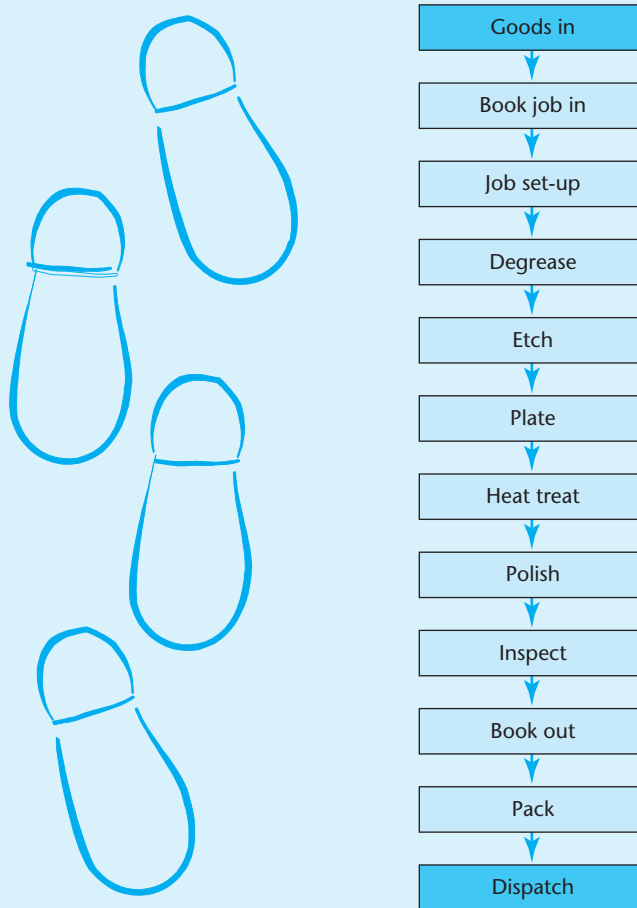 Goods in
Book job in
Job set-up
Degrease
Etch
Plate
Heat treat
Polish
Inspect
Book out
Pack
Dispatch